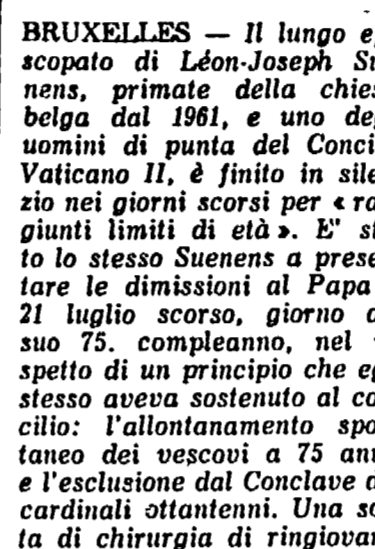 BRUXELLES — Il lungo e
scopato di Léon-Joseph Su
nens, primate della chies
belga dal 1961, e uno deg
uomini di punta del Conci
Vaticano II, è finito in sile
zio nei giorni scorsi per « ra
giunti limiti di età ». E' st
to lo stesso Suenens a prese
tare le dimissioni al Papa
21 luglio scorso, giorno d
suo 75. compleanno, nel
spetto di un principio che eg
stesso aveva sostenuto al co
cilio: l'allontanamento spo
taneo dei vescovi a 75 ann
e l'esclusione dal Conclave d
cardinali ottantenni. Una so
ta di chirurgia di ringiovan